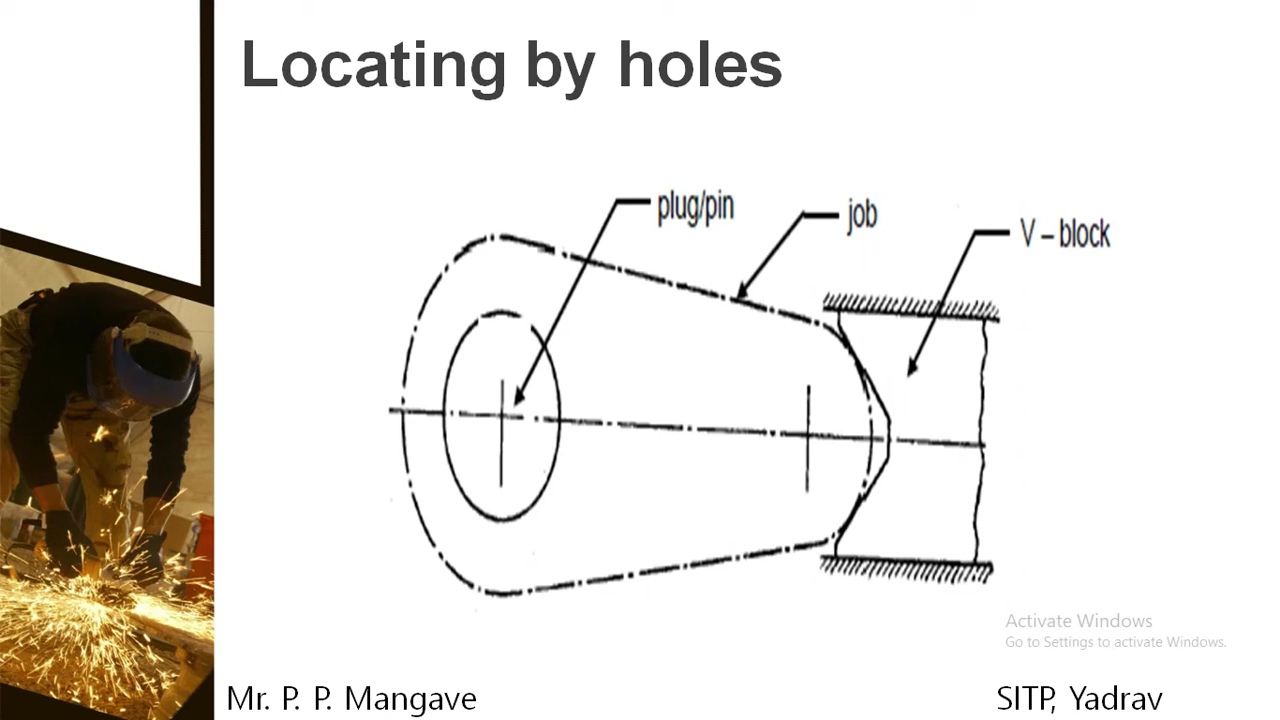 Locating by holes
plug/pin
job
V – block
Activate Windows
Go to Settings to activate Windows.
Mr. P. P. Mangave
SITP, Yadrav